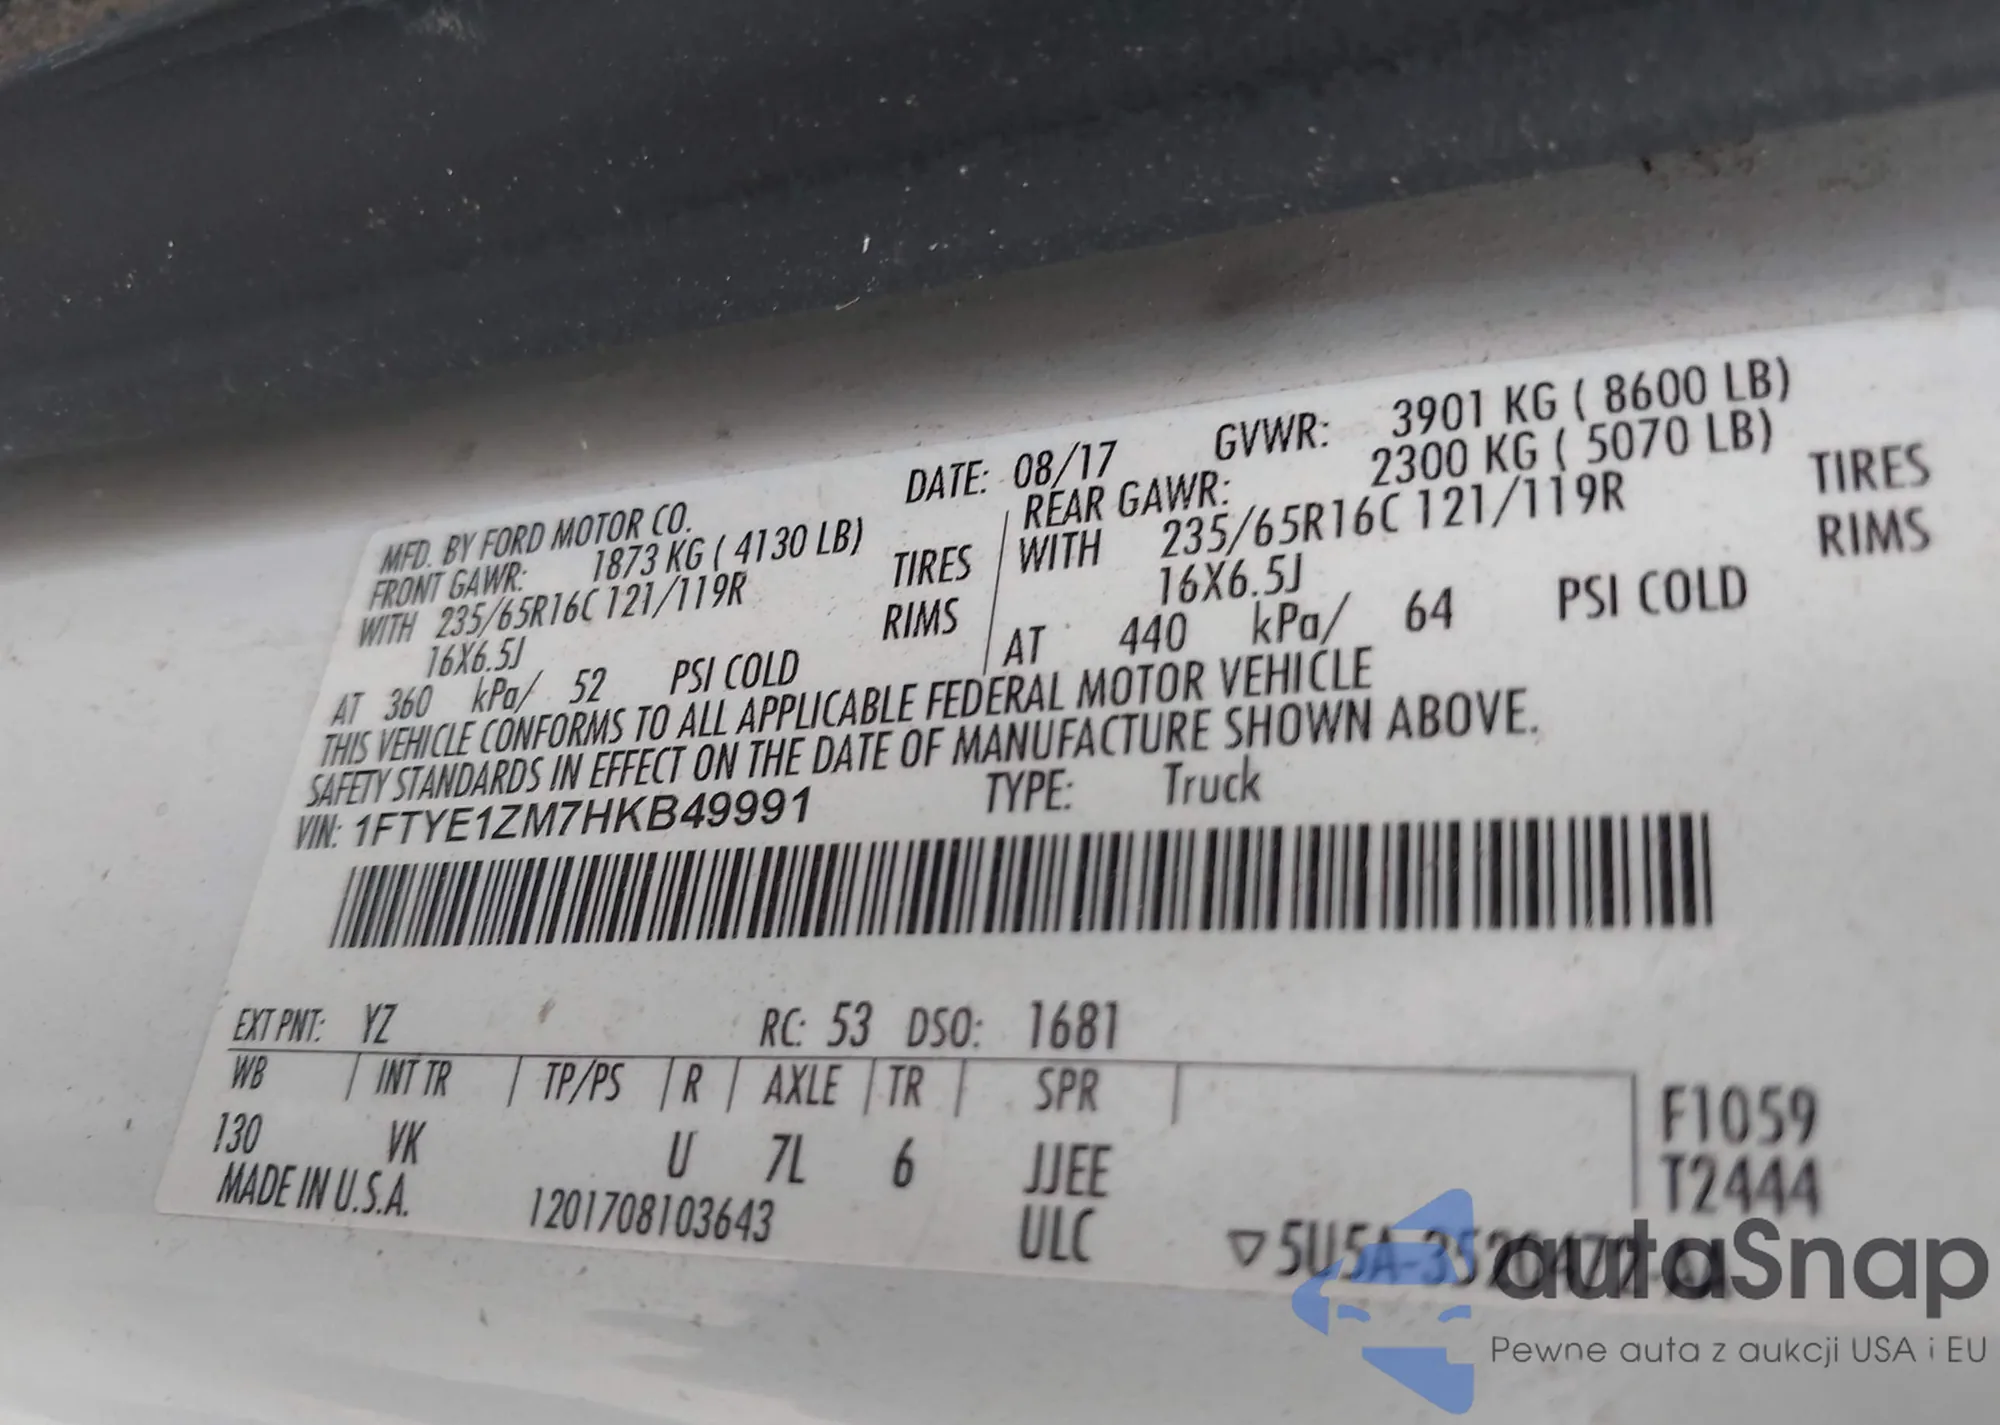 MFD. BY FORD MOTOR CO. DATE: 08/17 GVWR: 3901 KG ( 8600 LB)
FRONT GAWR: 1873 KG ( 4130 LB) REAR GAWR: 2300 KG ( 5070 LB)
WITH 235/65R16C 121/119R TIRES WITH 235/65R16C 121/119R TIRES
16X6.5J RIMS 16X6.5J RIMS
AT 360 kPa/ 52 PSI COLD AT 440 kPa/ 64 PSI COLD
THIS VEHICLE CONFORMS TO ALL APPLICABLE FEDERAL MOTOR VEHICLE
SAFETY STANDARDS IN EFFECT ON THE DATE OF MANUFACTURE SHOWN ABOVE.
VIN: 1FTYE1ZM7HKB49991 TYPE: Truck
EXT PNT: YZ RC: 53 DSO: 1681
WB INT TR TP/PS R AXLE TR SPR
F1059
130 VK U 7L 6 JJEE
T2444
MADE IN U.S.A. 1201708103643 ULC
autaSnap
Pewne auta z aukcji USA i EU